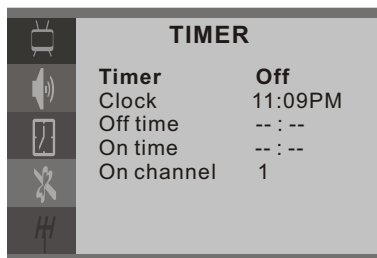 TIMER
Timer Off
Clock 11:09PM
Off time -- : --
On time -- : --
On channel 1